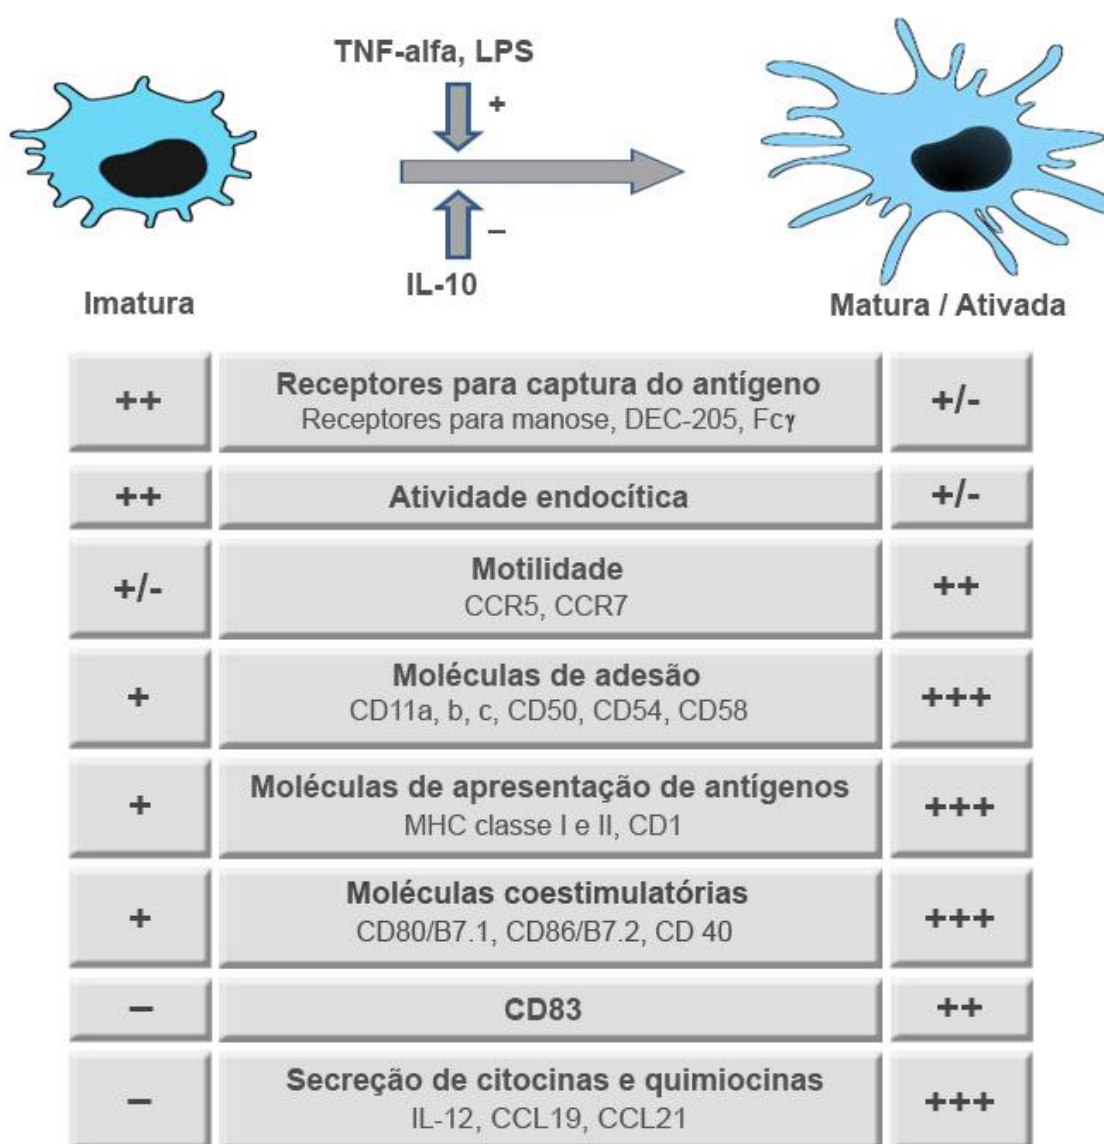 TNF-alfa, LPS
+
–
IL-10
Imatura
Matura / Ativada
++
Receptores para captura do antígeno
Receptores para manose, DEC-205, Fcγ
+/-
++
Atividade endocítica
+/-
+/-
Motilidade
CCR5, CCR7
++
+
Moléculas de adesão
CD11a, b, c, CD50, CD54, CD58
+++
+
Moléculas de apresentação de antígenos
MHC classe I e II, CD1
+++
+
Moléculas coestimulatórias
CD80/B7.1, CD86/B7.2, CD 40
+++
–
CD83
++
–
Secreção de citocinas e quimiocinas
IL-12, CCL19, CCL21
+++